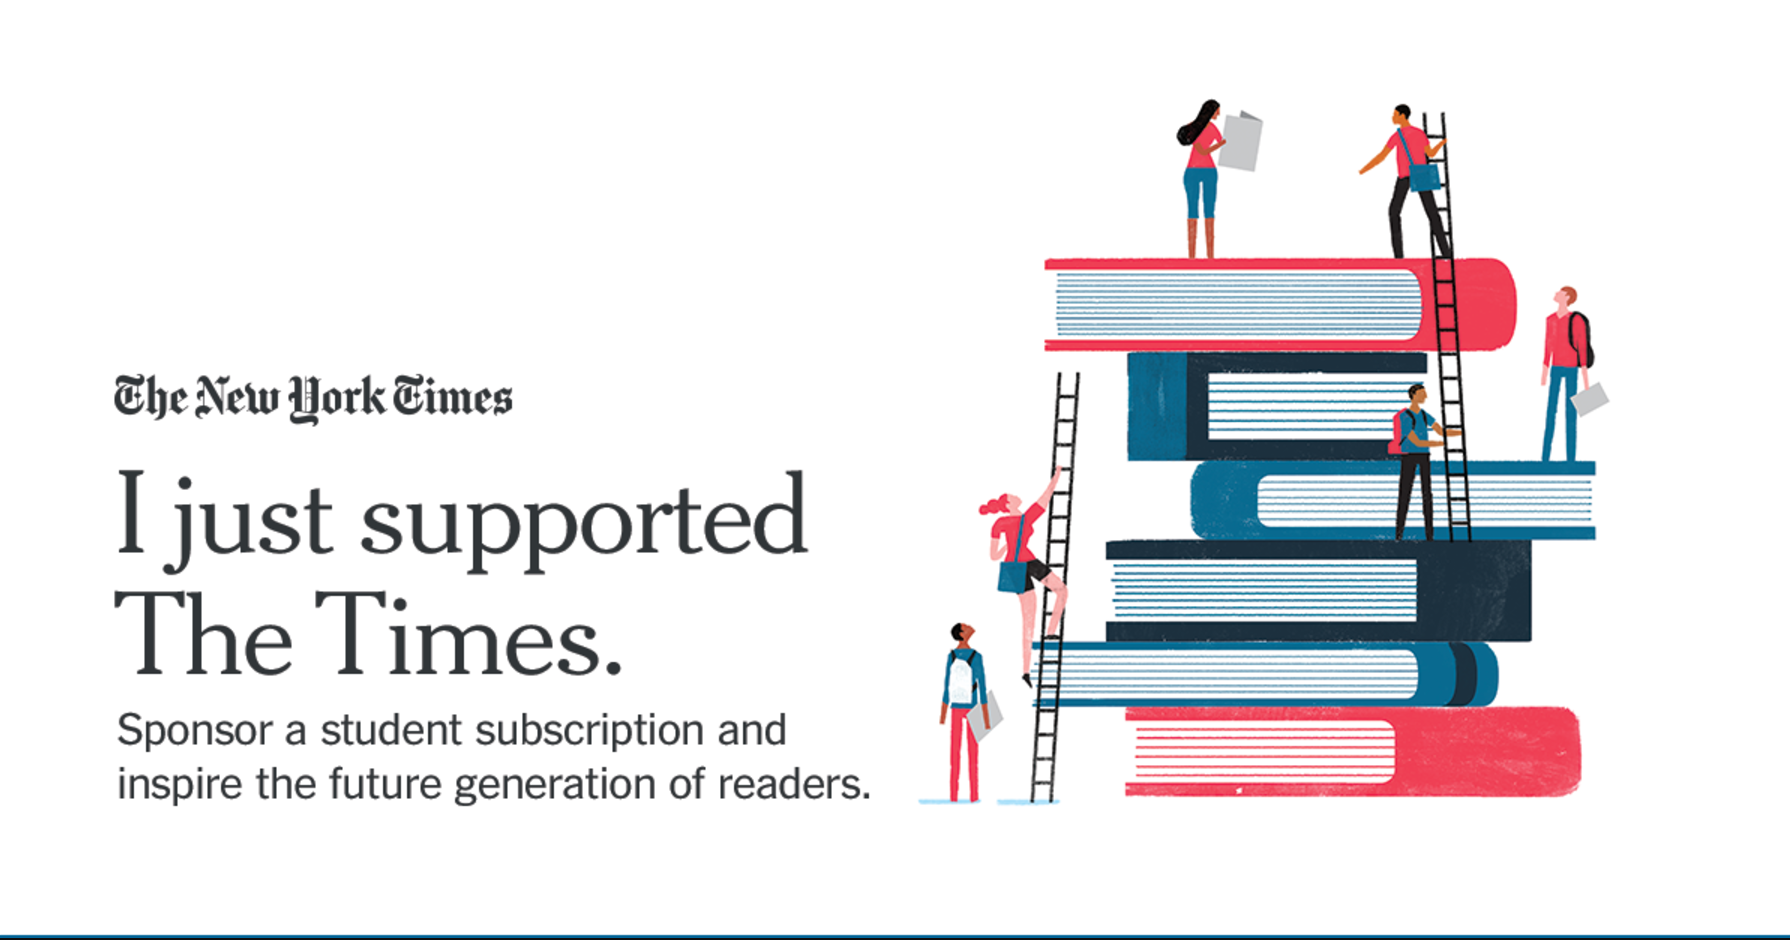 The New York Times
I just supported
The Times.
Sponsor a student subscription and
inspire the future generation of readers.